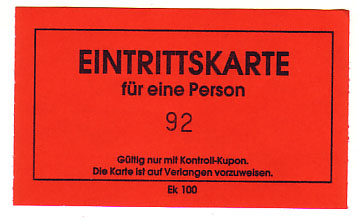 EINTRITTSKARTE
für eine Person
92
Gültig nur mit Kontroll-Kupon.
Die Karte ist auf Verlangen vorzuweisen.
Ek 100